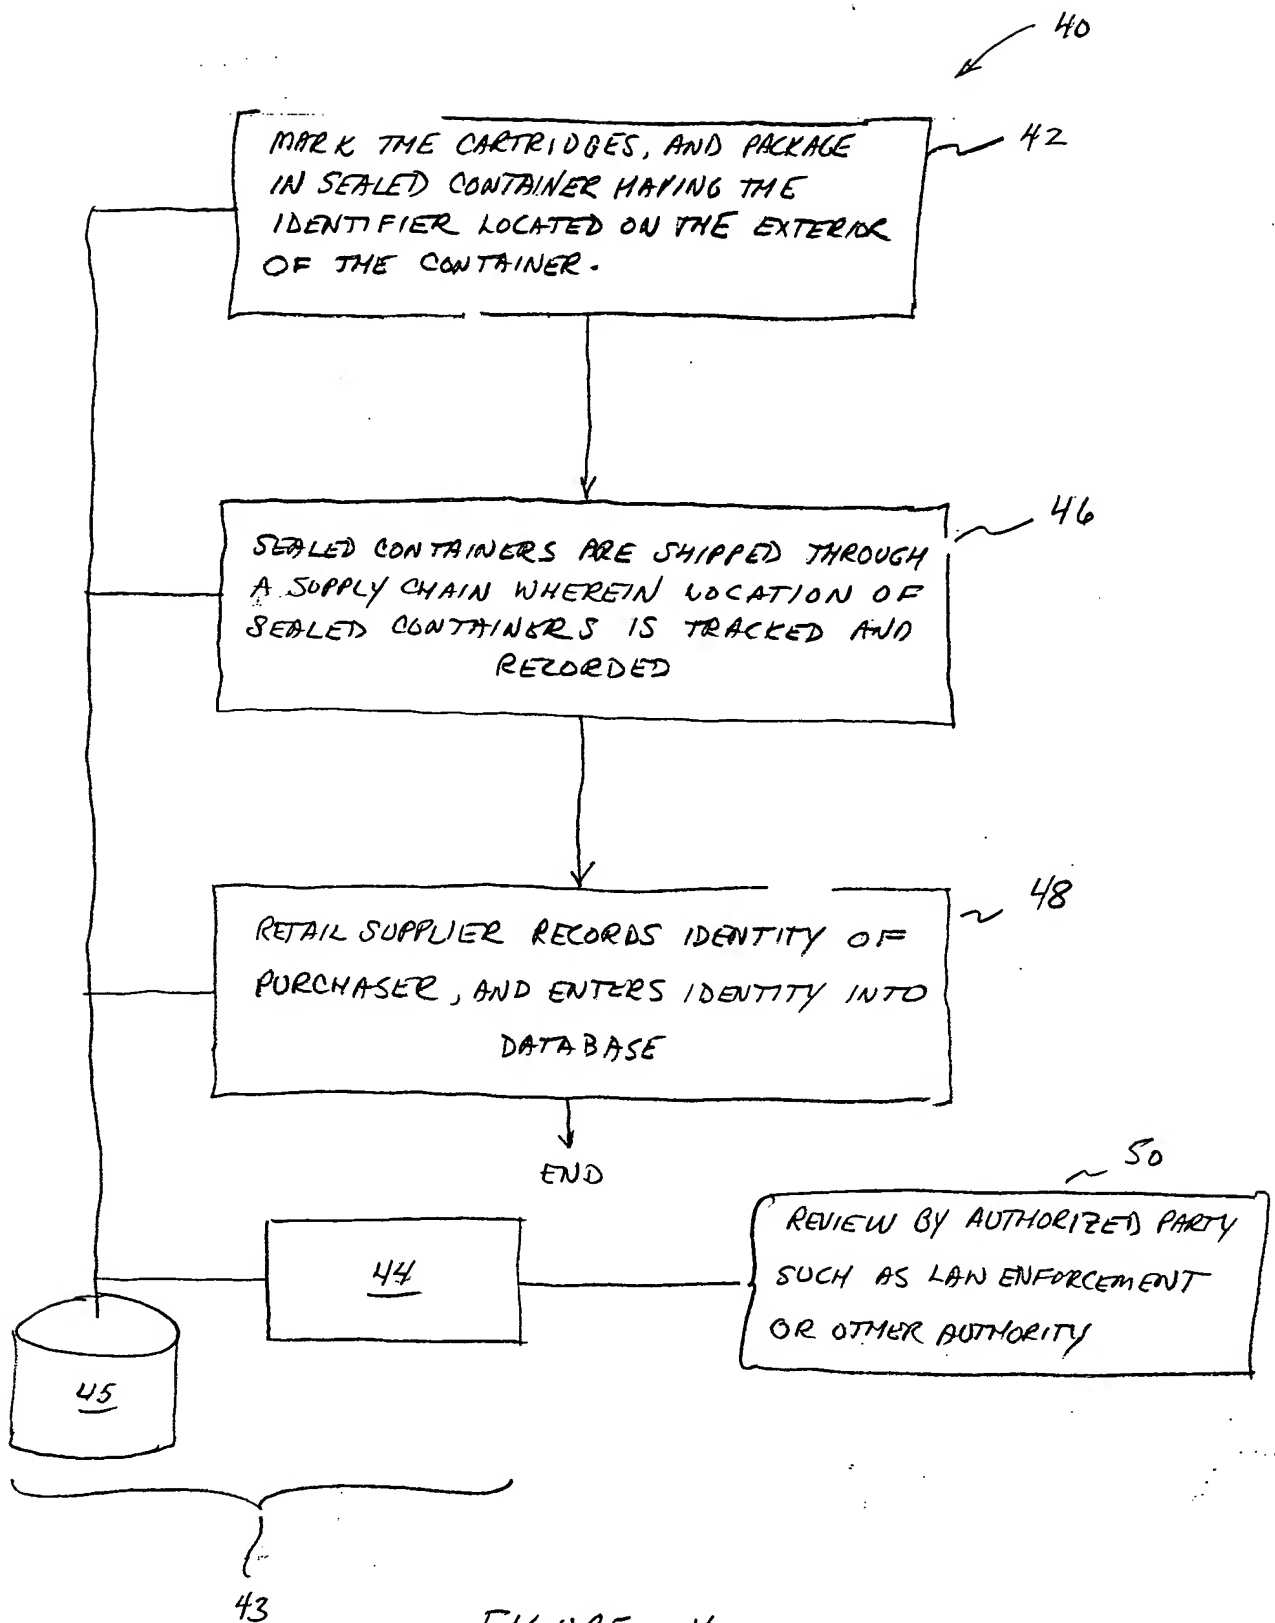 40
MARK THE CARTRIDGES, AND PACKAGE
IN SEALED CONTAINER HAVING THE
IDENTIFIER LOCATED ON THE EXTERIOR
OF THE CONTAINER.
42
SEALED CONTAINERS ARE SHIPPED THROUGH
A SUPPLY CHAIN WHEREIN LOCATION OF
SEALED CONTAINERS IS TRACKED AND
RECORDED
46
RETAIL SUPPLIER RECORDS IDENTITY OF
PURCHASER, AND ENTERS IDENTITY INTO
DATABASE
48
END
50
REVIEW BY AUTHORIZED PARTY
SUCH AS LAW ENFORCEMENT
OR OTHER AUTHORITY
44
45
43
FIGURE